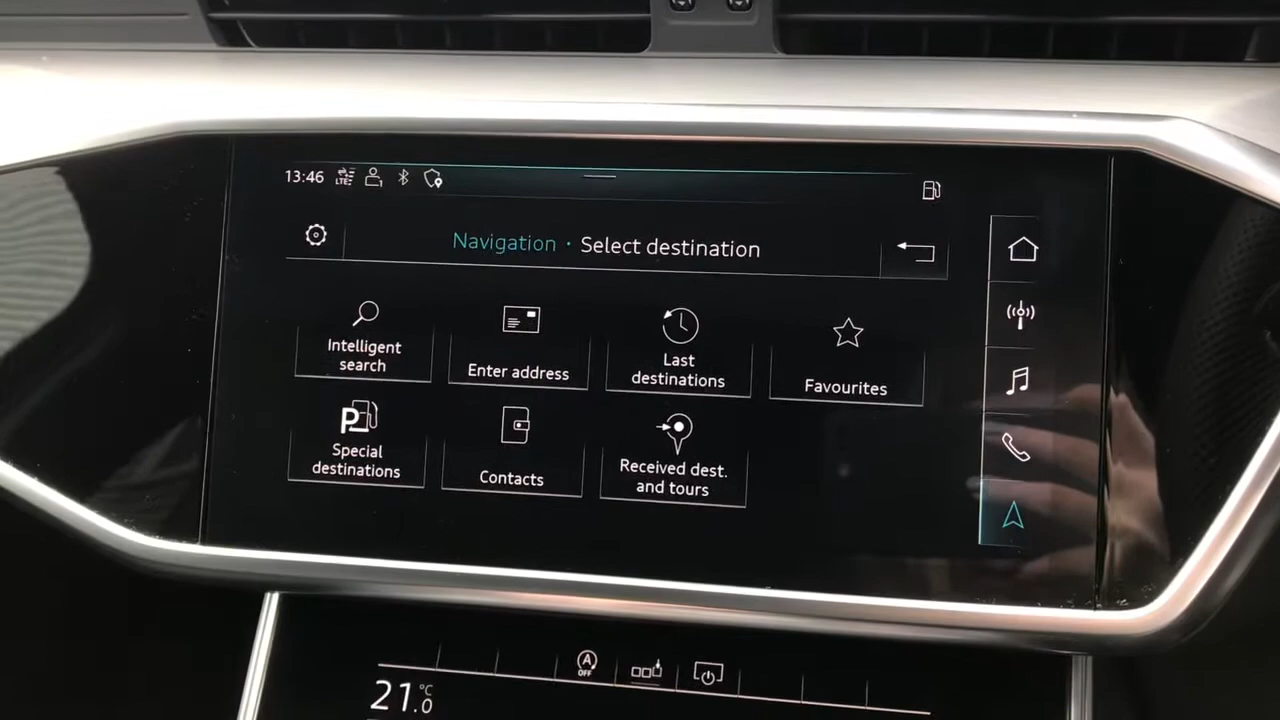 13:46 LTE 1
Navigation · Select destination
Intelligent
search
Enter address
Last
destinations
Favourites
P
Special
destinations
Contacts
Received dest.
and tours
A
OFF
21.0 °C